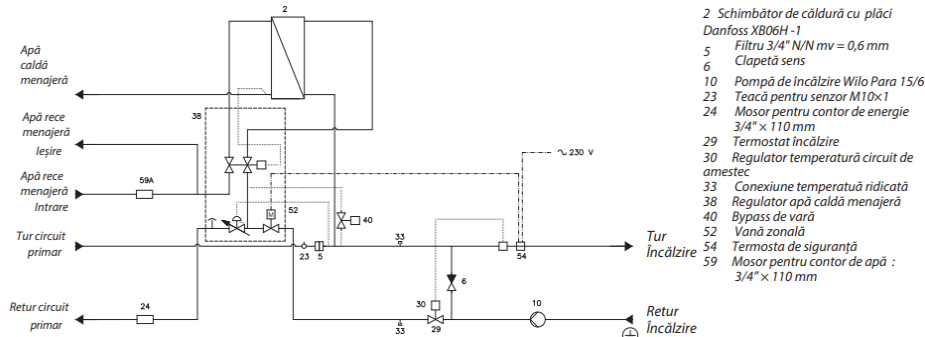 2
Apă
caldă
menajeră
38
Apă rece
menajeră
Ieșire
Apă rece
menajeră
Intrare
59A
M
52
40
230 V
Tur circuit
primar
23
5
33
54
Tur
Încălzire
6
Retur circuit
primar
24
30
10
33
29
Retur
Încălzire
2 Schimbător de căldură cu plăci
Danfoss XB06H -1
5 Filtru 3/4" N/N mv = 0,6 mm
6 Clapetă sens
10 Pompă de încălzire Wilo Para 15/6
23 Teacă pentru senzor M10×1
24 Mosor pentru contor de energie
3/4" × 110 mm
29 Termostat încălzire
30 Regulator temperatură circuit de
amestec
33 Conexiune temperatuă ridicată
38 Regulator apă caldă menajeră
40 Bypass de vară
52 Vană zonală
54 Termosta de siguranță
59 Mosor pentru contor de apă :
3/4" × 110 mm